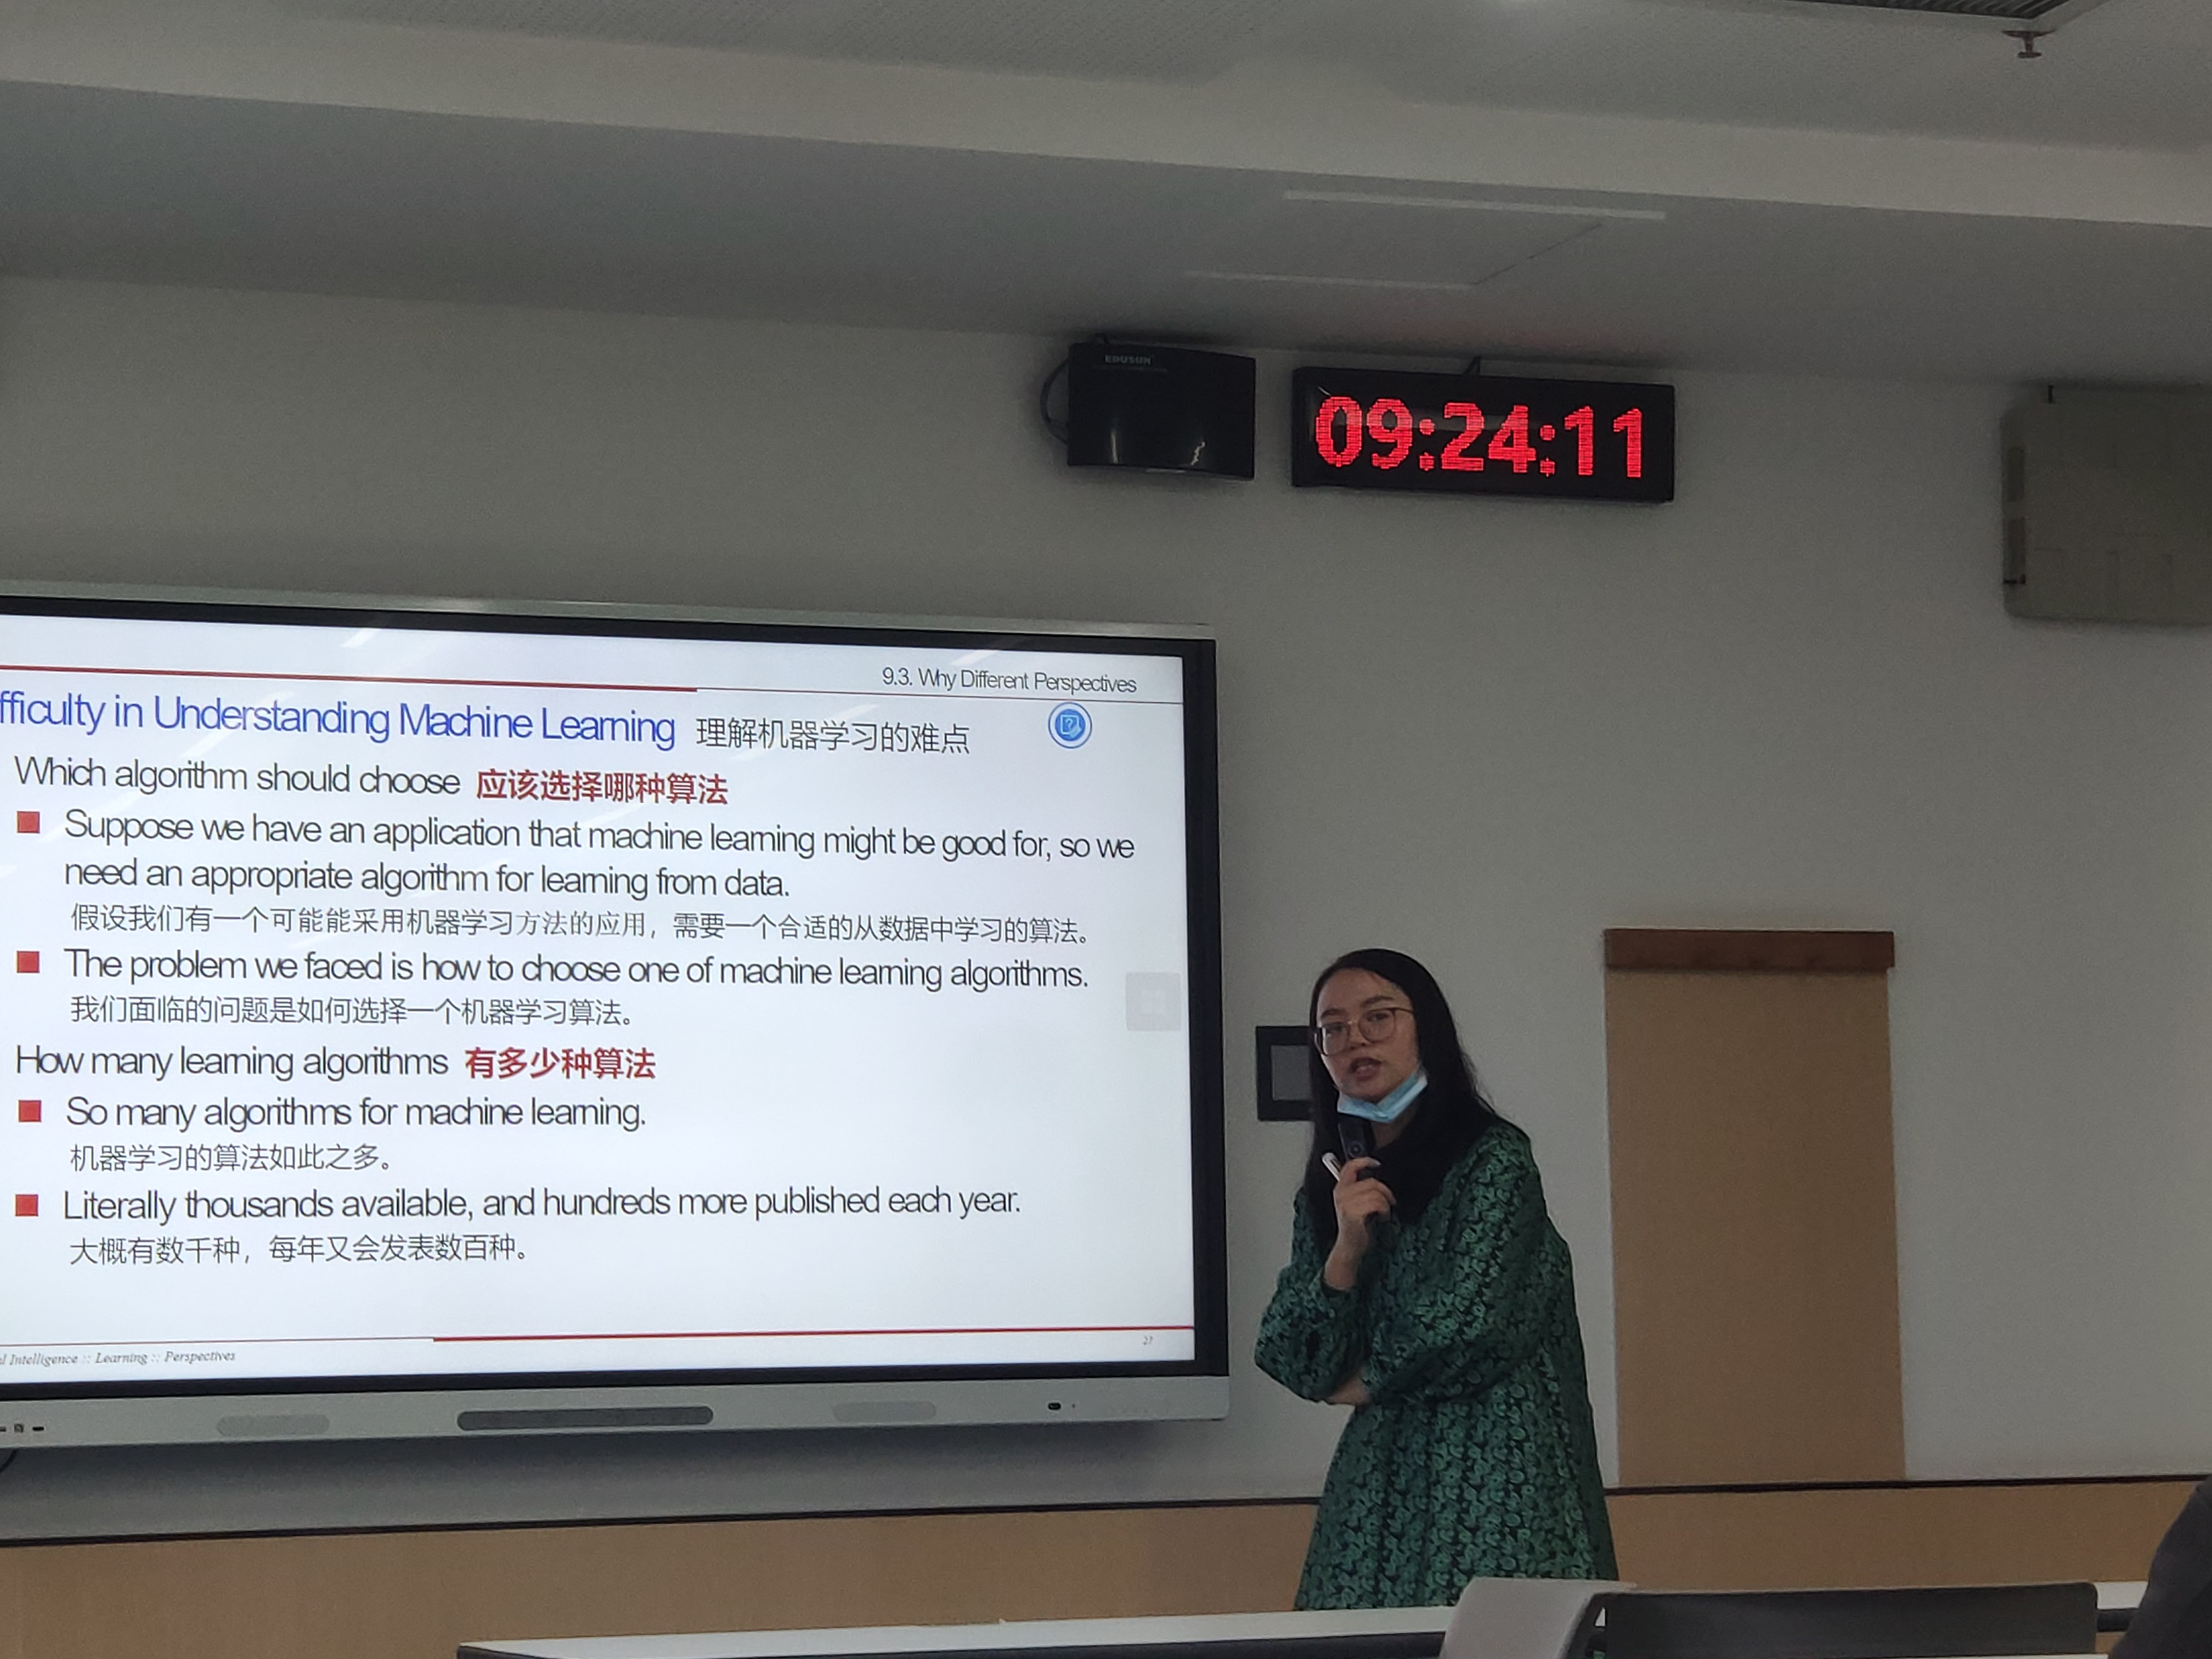 EDUSUN
09:24:11
9.3. Why Different Perspectives
fficulty in Understanding Machine Learning 理解机器学习的难点
Which algorithm should choose 应该选择哪种算法
Suppose we have an application that machine learning might be good for, so we
need an appropriate algorithm for learning from data.
假设我们有一个可能能采用机器学习方法的应用，需要一个合适的从数据中学习的算法。
The problem we faced is how to choose one of machine learning algorithms.
我们面临的问题是如何选择一个机器学习算法。
How many learning algorithms 有多少种算法
So many algorithms for machine learning.
机器学习的算法如此之多。
Literally thousands available, and hundreds more published each year.
大概有数千种，每年又会发表数百种。
al Intelligence :: Learning :: Perspectives
27